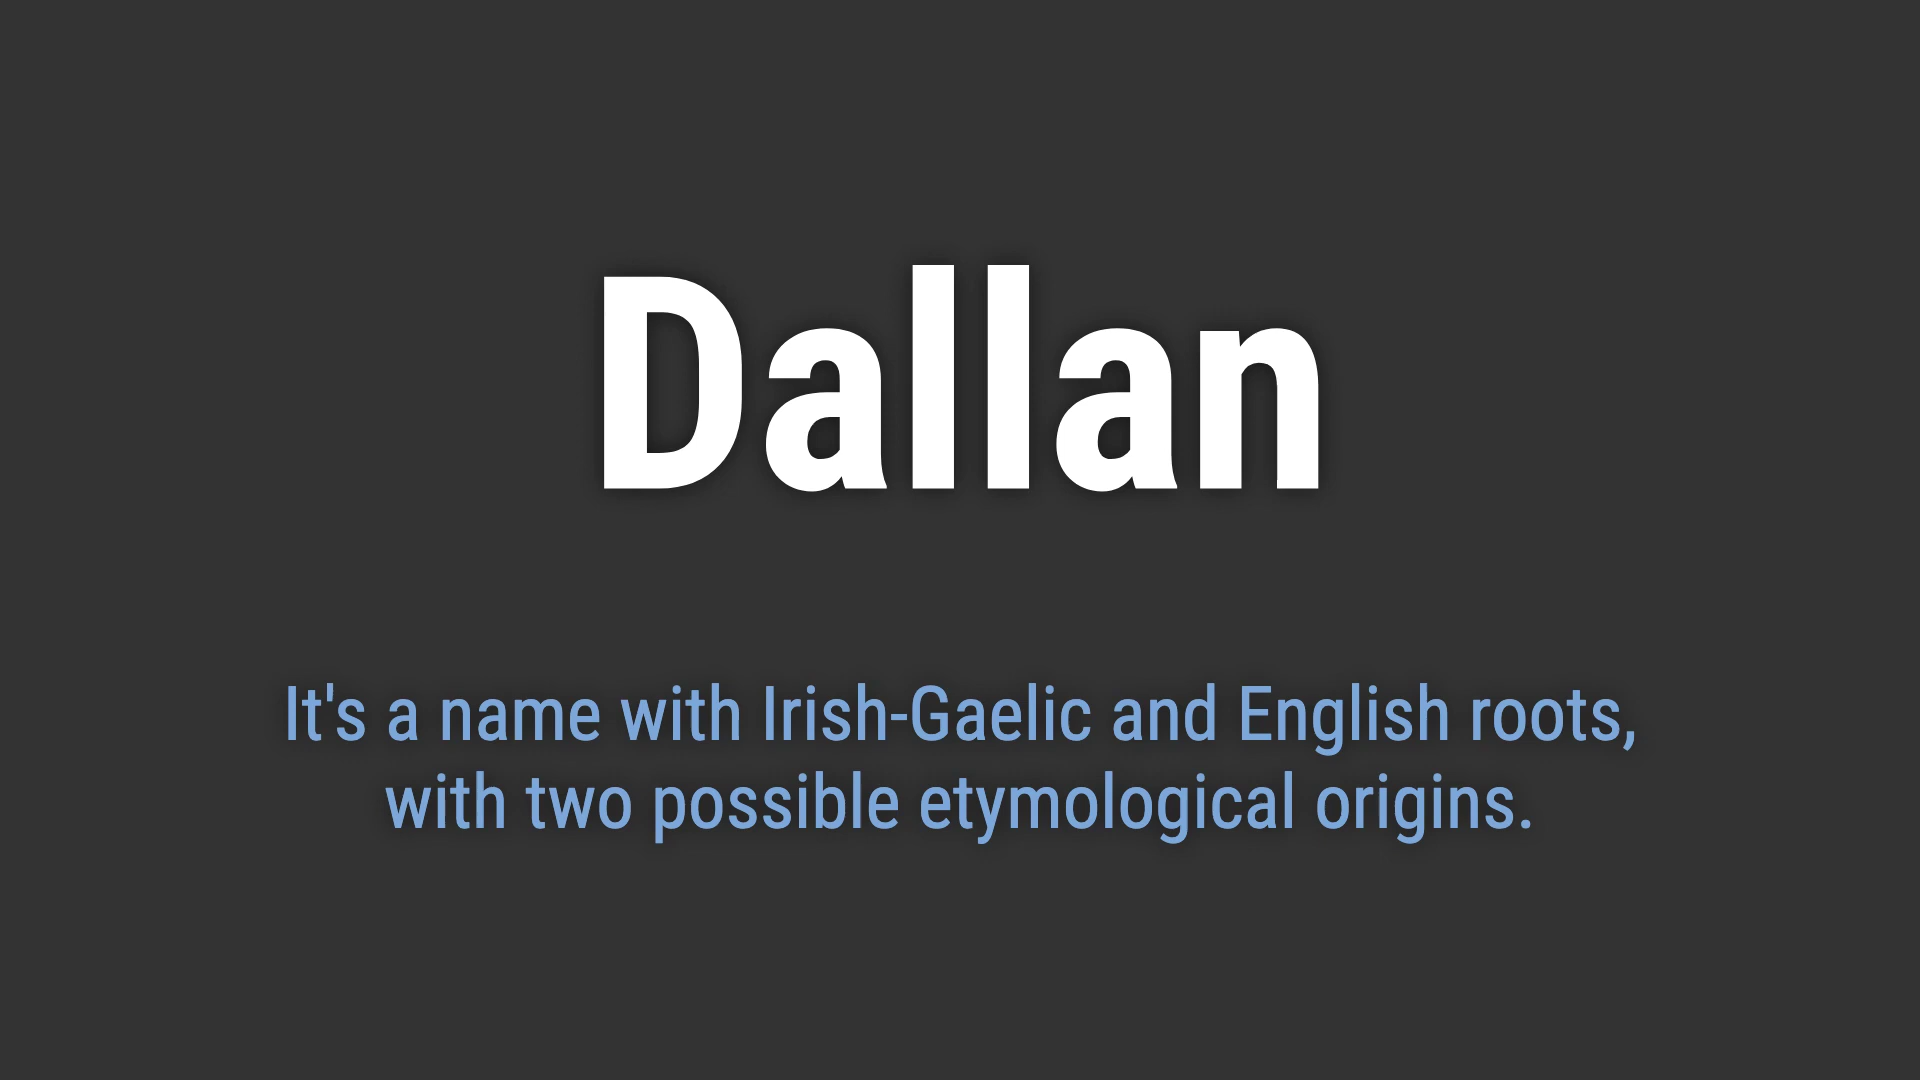 Dallan
It's a name with Irish-Gaelic and English roots,
with two possible etymological origins.